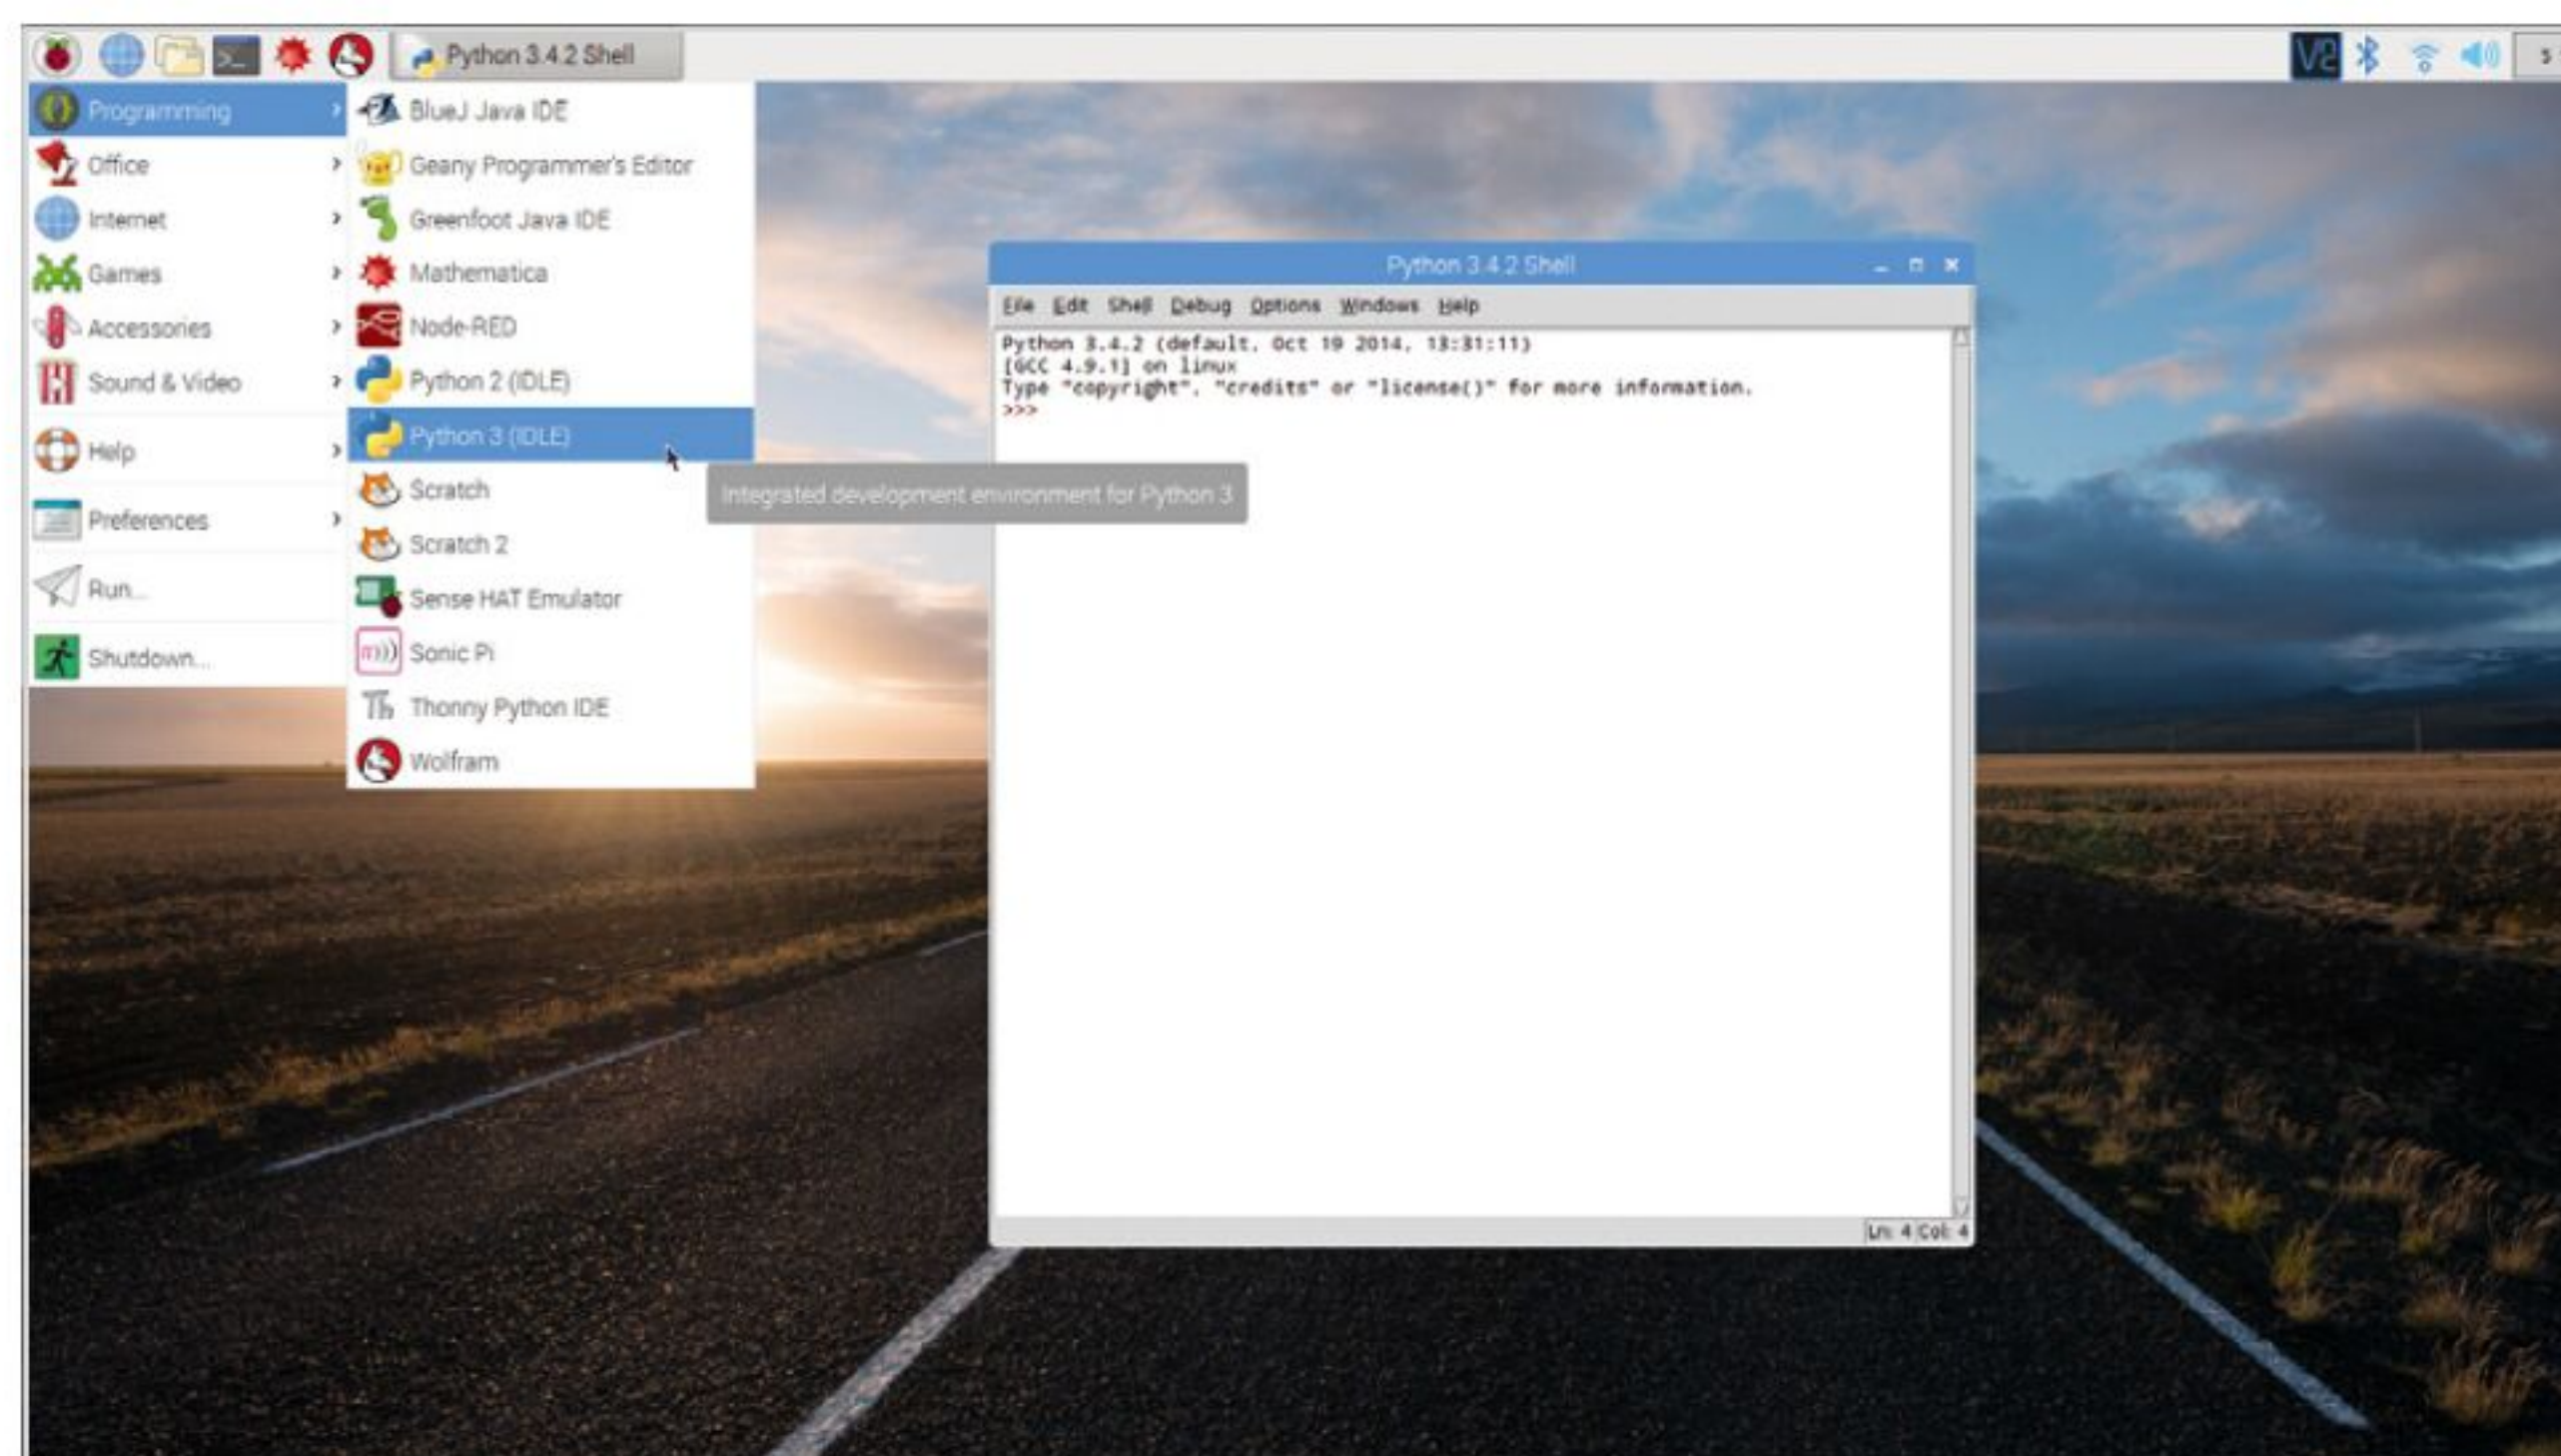 Python 3.4.2 Shell
V2
5
Programming
Office
Internet
Games
Accessories
Sound & Video
Help
Preferences
Run...
Shutdown...
BlueJ Java IDE
Geany Programmer's Editor
Greenfoot Java IDE
Mathematica
Node-RED
Python 2 (IDLE)
Python 3 (IDLE)
Scratch
Scratch 2
Sense HAT Emulator
Sonic Pi
Thonny Python IDE
Wolfram
Integrated development environment for Python 3
Python 3.4.2 Shell
File Edit Shell Debug Options Windows Help
Python 3.4.2 (default, Oct 19 2014, 13:31:11)
[GCC 4.9.1] on linux
Type "copyright", "credits" or "license()" for more information.
>>>
Ln: 4 Col: 4